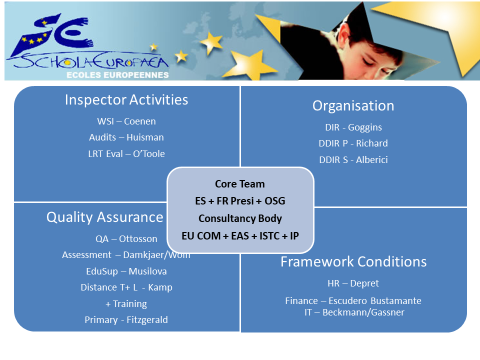 SCHOLA EUROPAEA
ECOLES EUROPEENNES
Inspector Activities
WSI – Coenen
Audits – Huisman
LRT Eval – O'Toole
Organisation
DIR - Goggins
DDIR P - Richard
DDIR S - Alberici
Core Team
ES + FR Presi + OSG
Consultancy Body
EU COM + EAS + ISTC + IP
Quality Assurance
QA – Ottosson
Assessment – Damkjaer/Wolff
EduSup – Musilova
Distance T+ L - Kamp
+ Training
Primary - Fitzgerald
Framework Conditions
HR – Depret
Finance – Escudero Bustamante
IT – Beckmann/Gassner